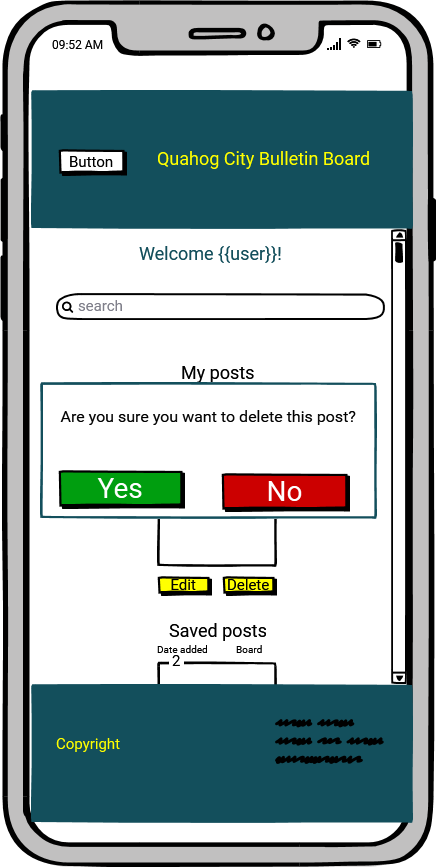 09:52 AM
Button
Quahog City Bulletin Board
Welcome {{user}}!
search
My posts
Are you sure you want to delete this post?
Yes
No
Edit
Delete
Saved posts
Date added
Board
2
Copyright